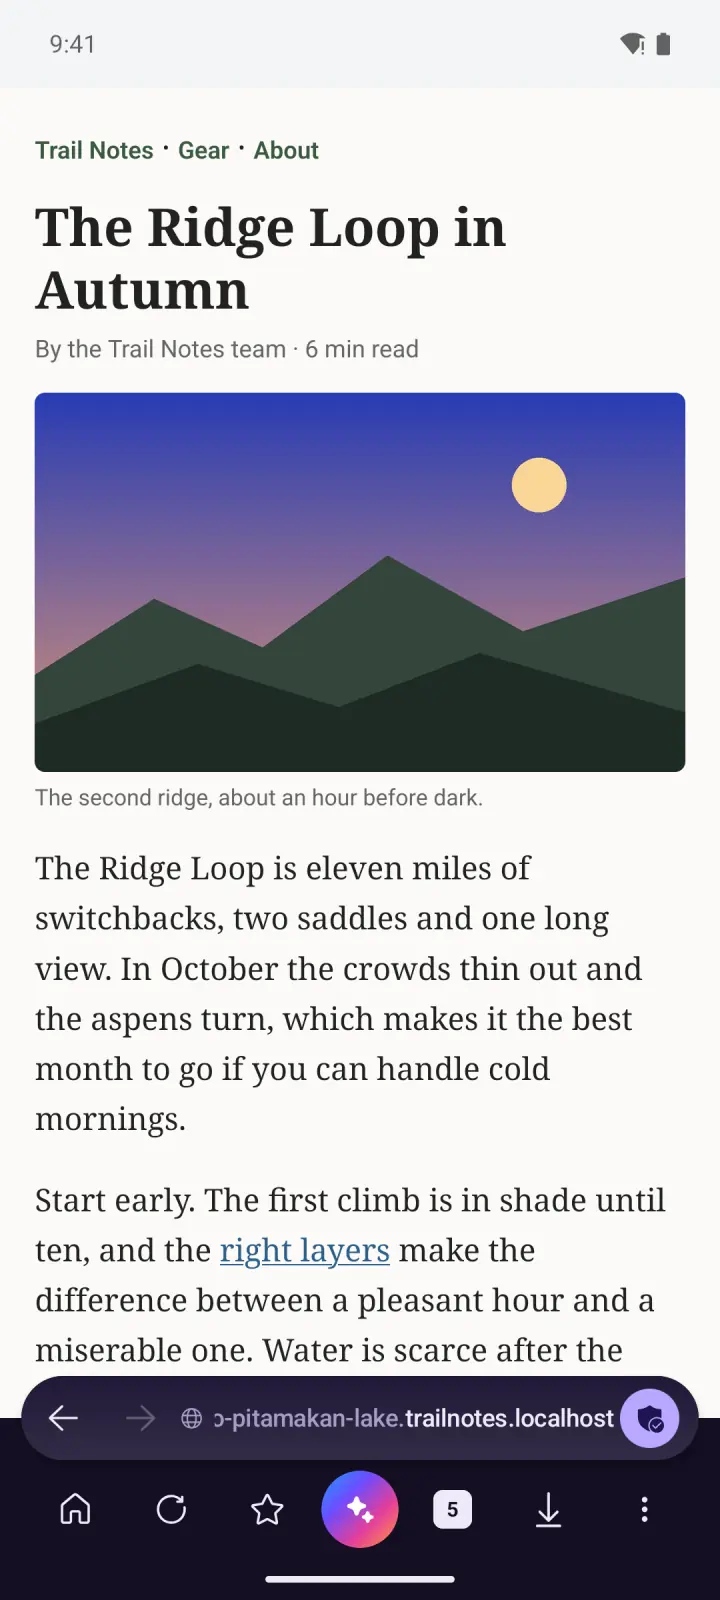 9:41
Trail Notes · Gear · About
The Ridge Loop in
Autumn
By the Trail Notes team · 6 min read
The second ridge, about an hour before dark.
The Ridge Loop is eleven miles of
switchbacks, two saddles and one long
view. In October the crowds thin out and
the aspens turn, which makes it the best
month to go if you can handle cold
mornings.
Start early. The first climb is in shade until
ten, and the right layers make the
difference between a pleasant hour and a
miserable one. Water is scarce after the
-pitamakan-lake.trailnotes.localhost
5